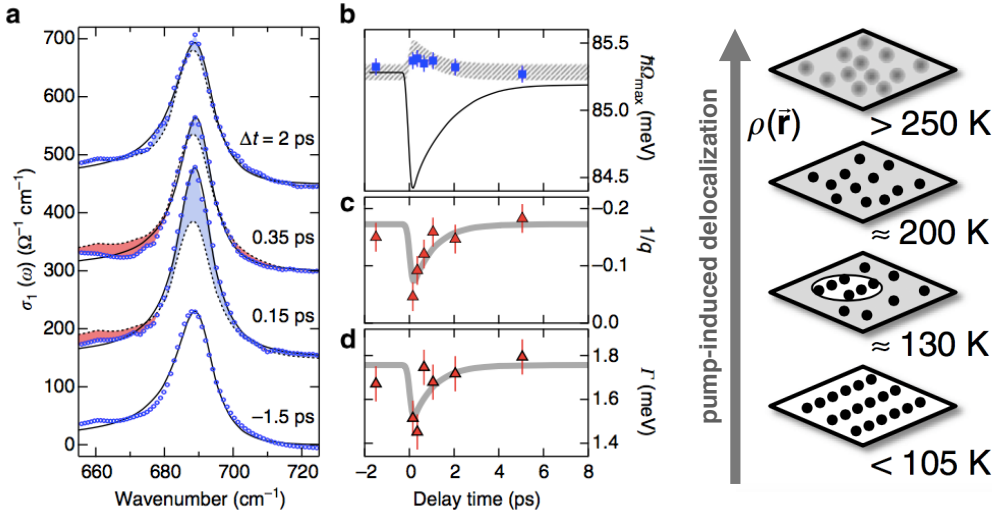 a
b
c
d
700
600
500
400
300
200
100
0
σ₁ (ω) (Ω⁻¹ cm⁻¹)
Δt = 2 ps
0.35 ps
0.15 ps
−1.5 ps
660
680
700
720
Wavenumber (cm⁻¹)
85.5
85.0
84.5
ħΩmax
(meV)
−0.2
−0.1
0.0
1/q
1.8
1.6
1.4
Γ (meV)
−2
0
2
4
6
8
Delay time (ps)
pump-induced delocalization
ρ(r⃗)
> 250 K
≈ 200 K
≈ 130 K
< 105 K